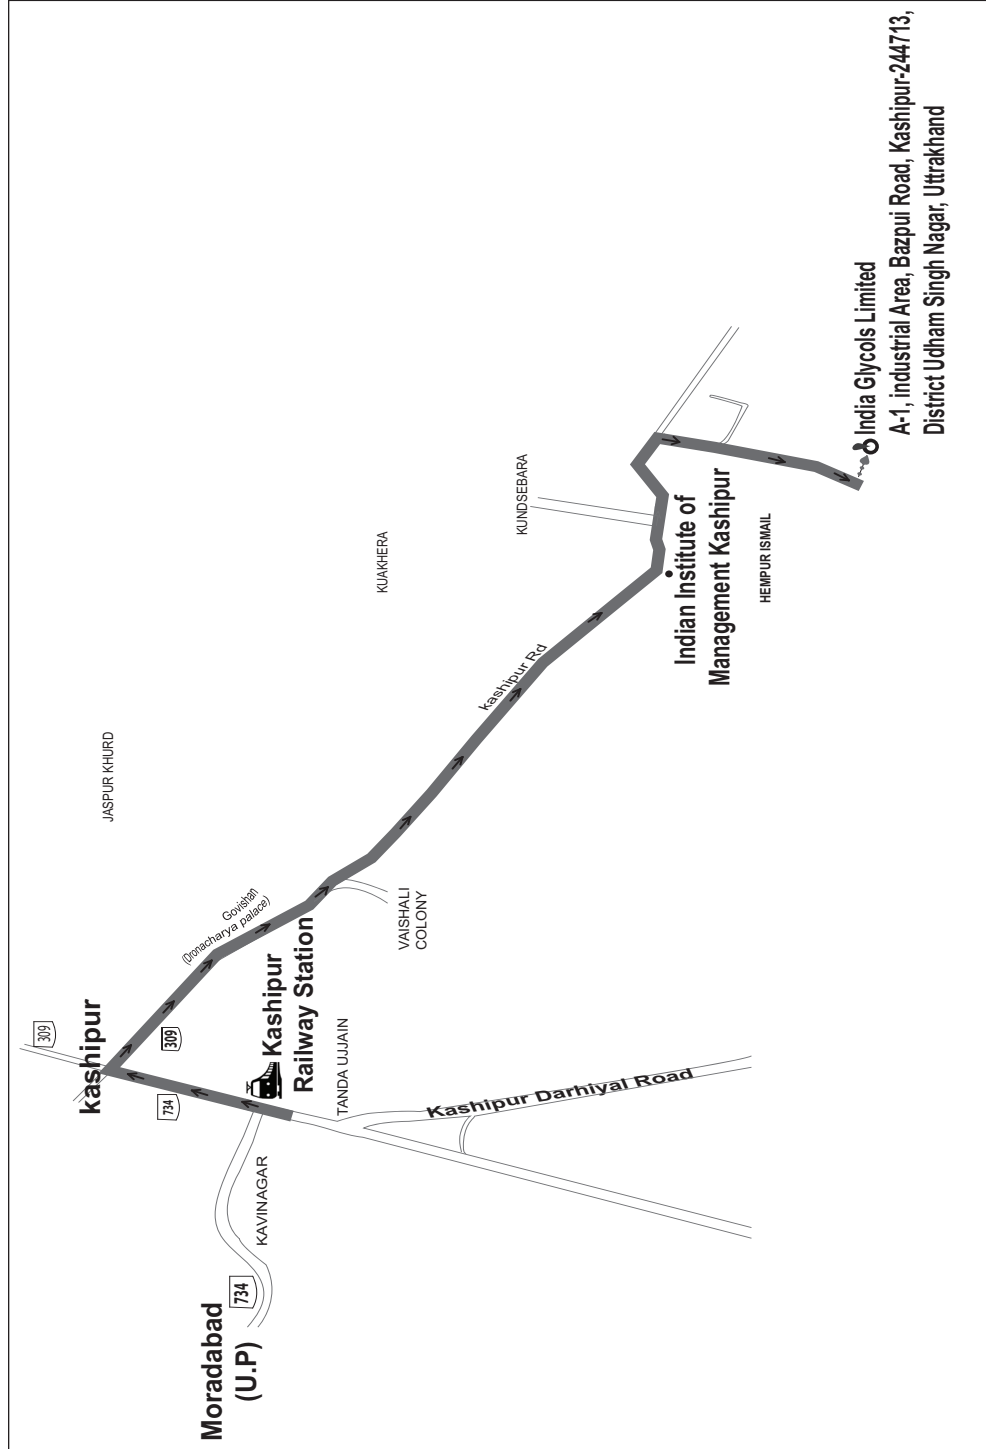 Moradabad
(U.P)
734
KAVINAGAR
734
kashipur
309
309
Kashipur
Railway Station
TANDA UJJAIN
Kashipur Darhiyal Road
Govishan
(Dronacharya palace)
VAISHALI
COLONY
JASPUR KHURD
kashipur Rd
KUAKHERA
KUNDSEBARA
Indian Institute of
Management Kashipur
HEMPUR ISMAIL
India Glycols Limited
A-1, industrial Area, Bazpui Road, Kashipur-244713,
District Udham Singh Nagar, Uttrakhand